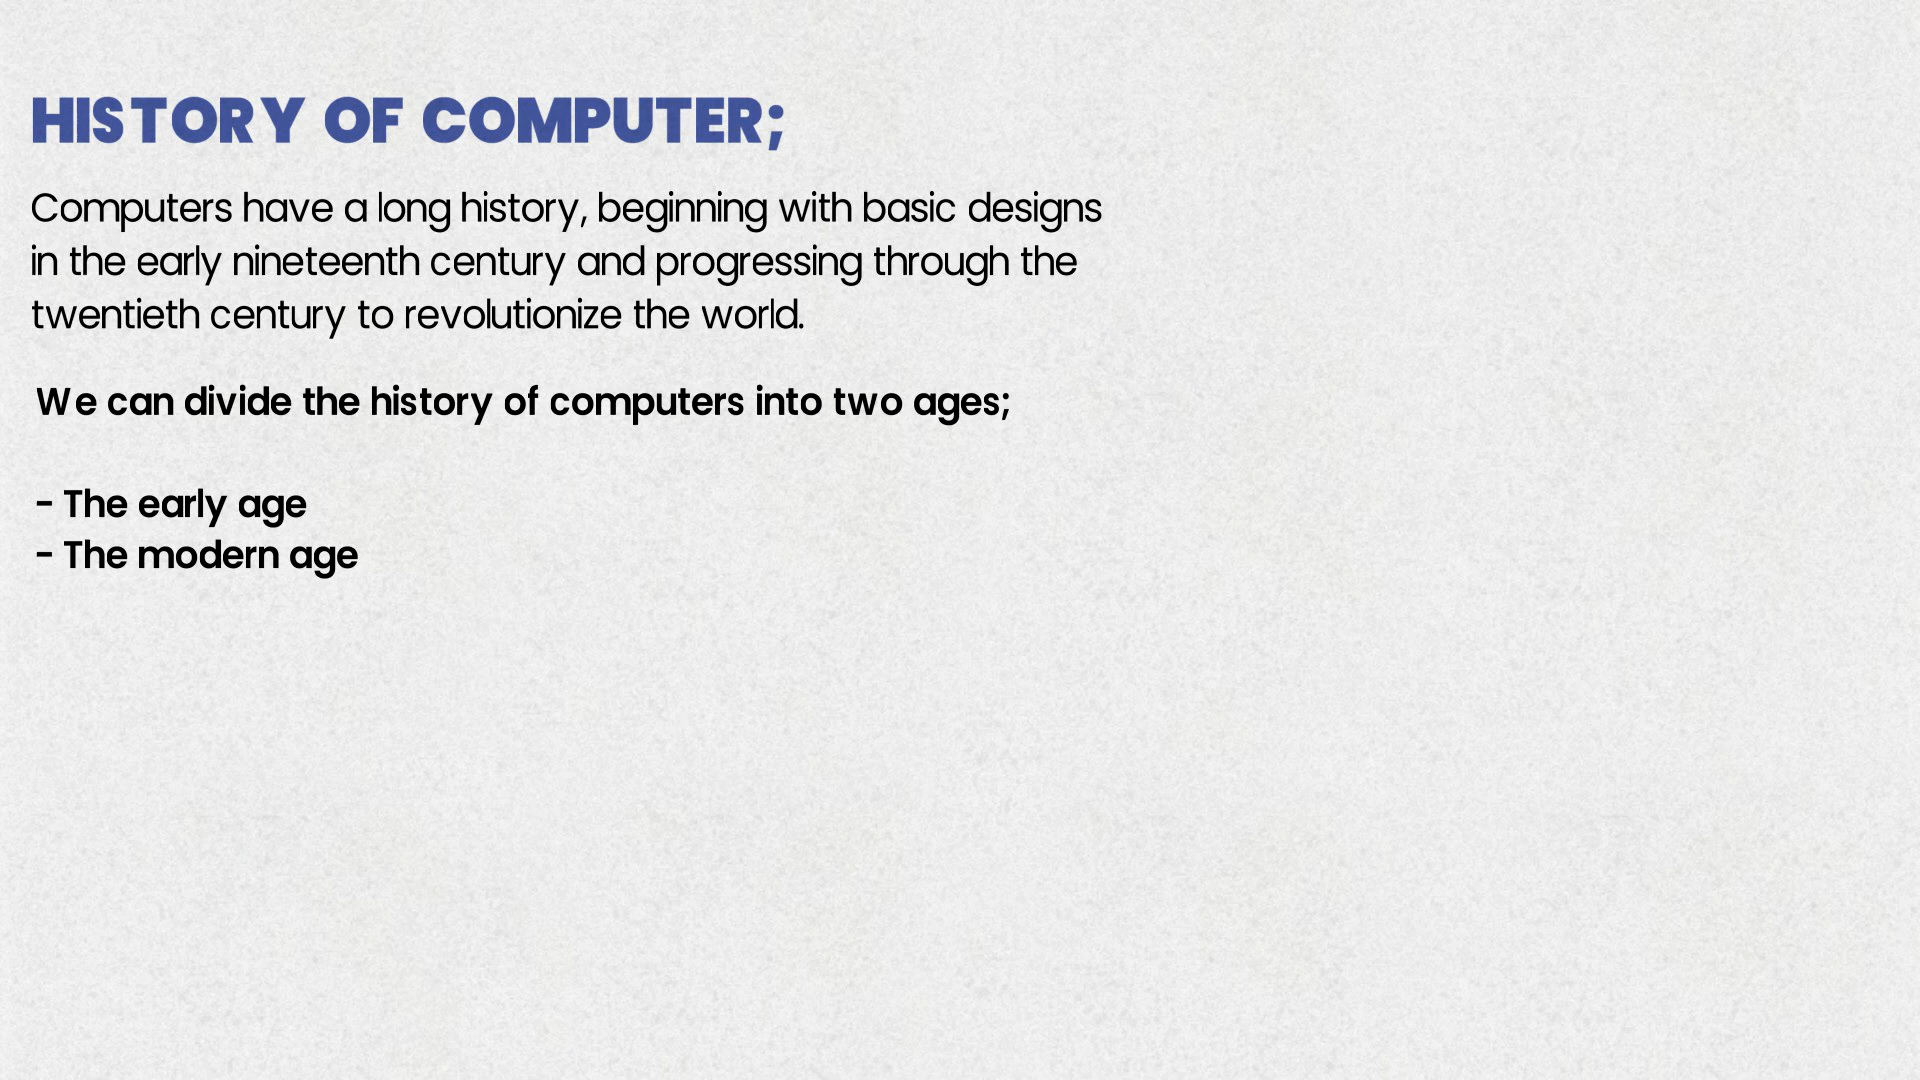 HISTORY OF COMPUTER;
Computers have a long history, beginning with basic designs
in the early nineteenth century and progressing through the
twentieth century to revolutionize the world.
We can divide the history of computers into two ages;
- The early age
- The modern age